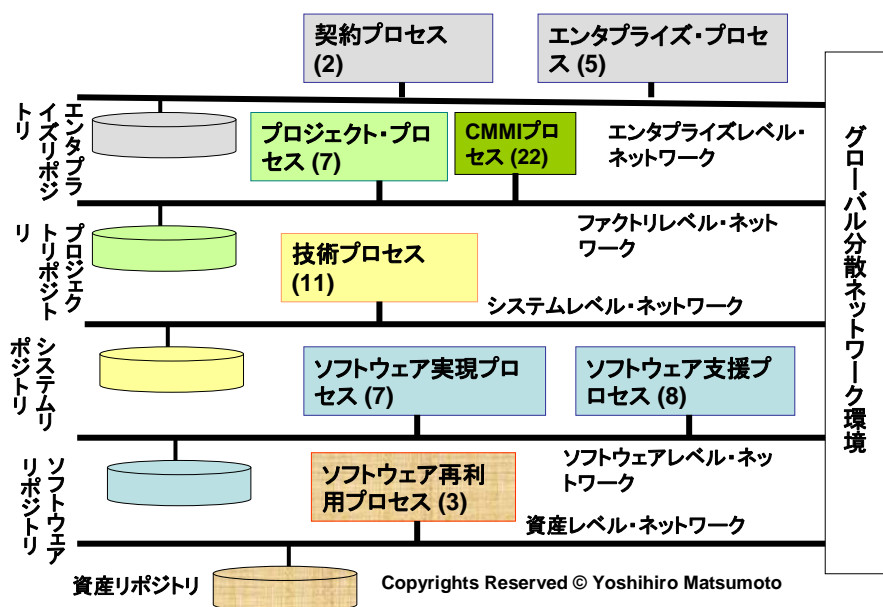 契約プロセス
(2)
エンタプライズ・プロセ
ス (5)
エンタプラ
イズリポジ
トリ
プロジェクト・プロ
セス (7)
CMMIプロ
セス (22)
エンタプライズレベル・
ネットワーク
プロジェク
トリポジト
リ
ファクトリレベル・ネット
ワーク
技術プロセス
(11)
システムレベル・ネットワーク
システムリ
ポジトリ
ソフトウェア実現プロ
セス (7)
ソフトウェア支援プ
ロセス (8)
ソフトウェア
リポジトリ
ソフトウェアレベル・ネッ
トワーク
ソフトウェア再利
用プロセス (3)
資産レベル・ネットワーク
資産リポジトリ
グローバル分散ネットワーク環境
Copyrights Reserved © Yoshihiro Matsumoto